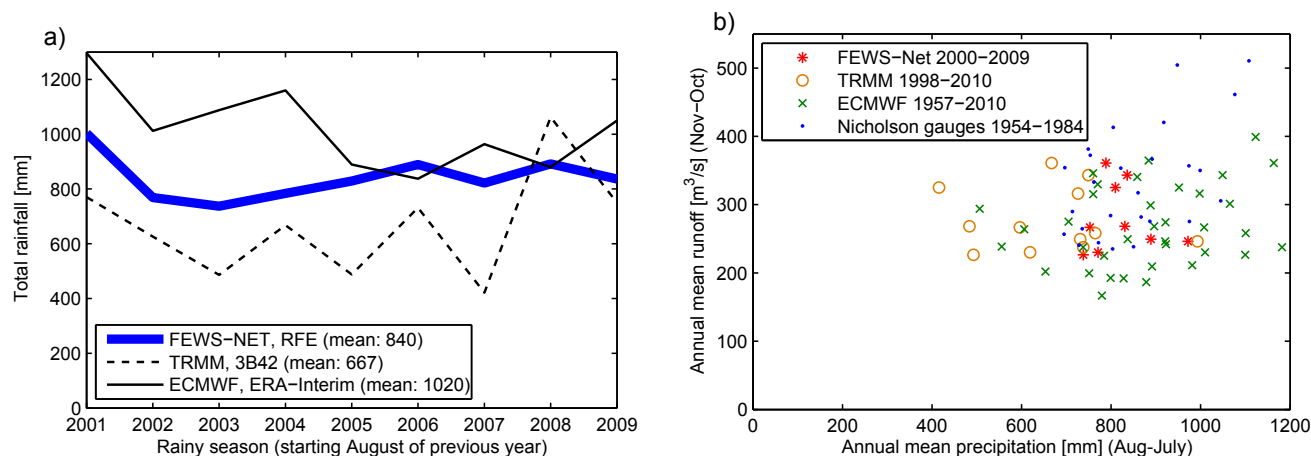 a)
1200
1000
800
600
400
200
0
Total rainfall [mm]
FEWS−NET, RFE (mean: 840)
TRMM, 3B42 (mean: 667)
ECMWF, ERA−Interim (mean: 1020)
2001 2002 2003 2004 2005 2006 2007 2008 2009
Rainy season (starting August of previous year)
b)
500
400
300
200
100
0
Annual mean runoff [m³/s] (Nov−Oct)
FEWS−Net 2000−2009
TRMM 1998−2010
ECMWF 1957−2010
Nicholson gauges 1954−1984
0 200 400 600 800 1000 1200
Annual mean precipitation [mm] (Aug-July)